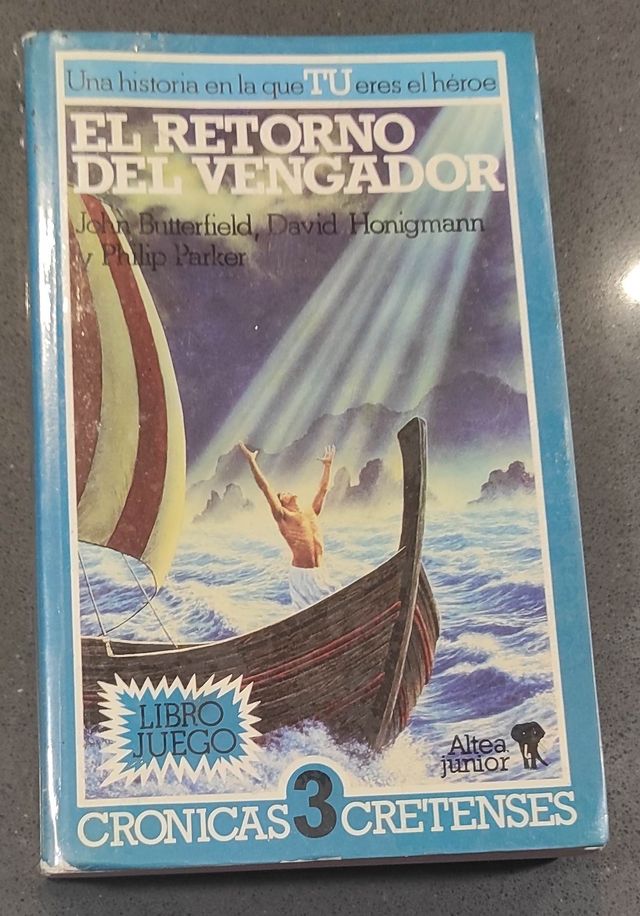 Una historia en la que TU eres el héroe
EL RETORNO
DEL VENGADOR
John Butterfield, David Honigmann
y Philip Parker
LIBRO
JUEGO
Altea
junior
CRONICAS 3 CRETENSES